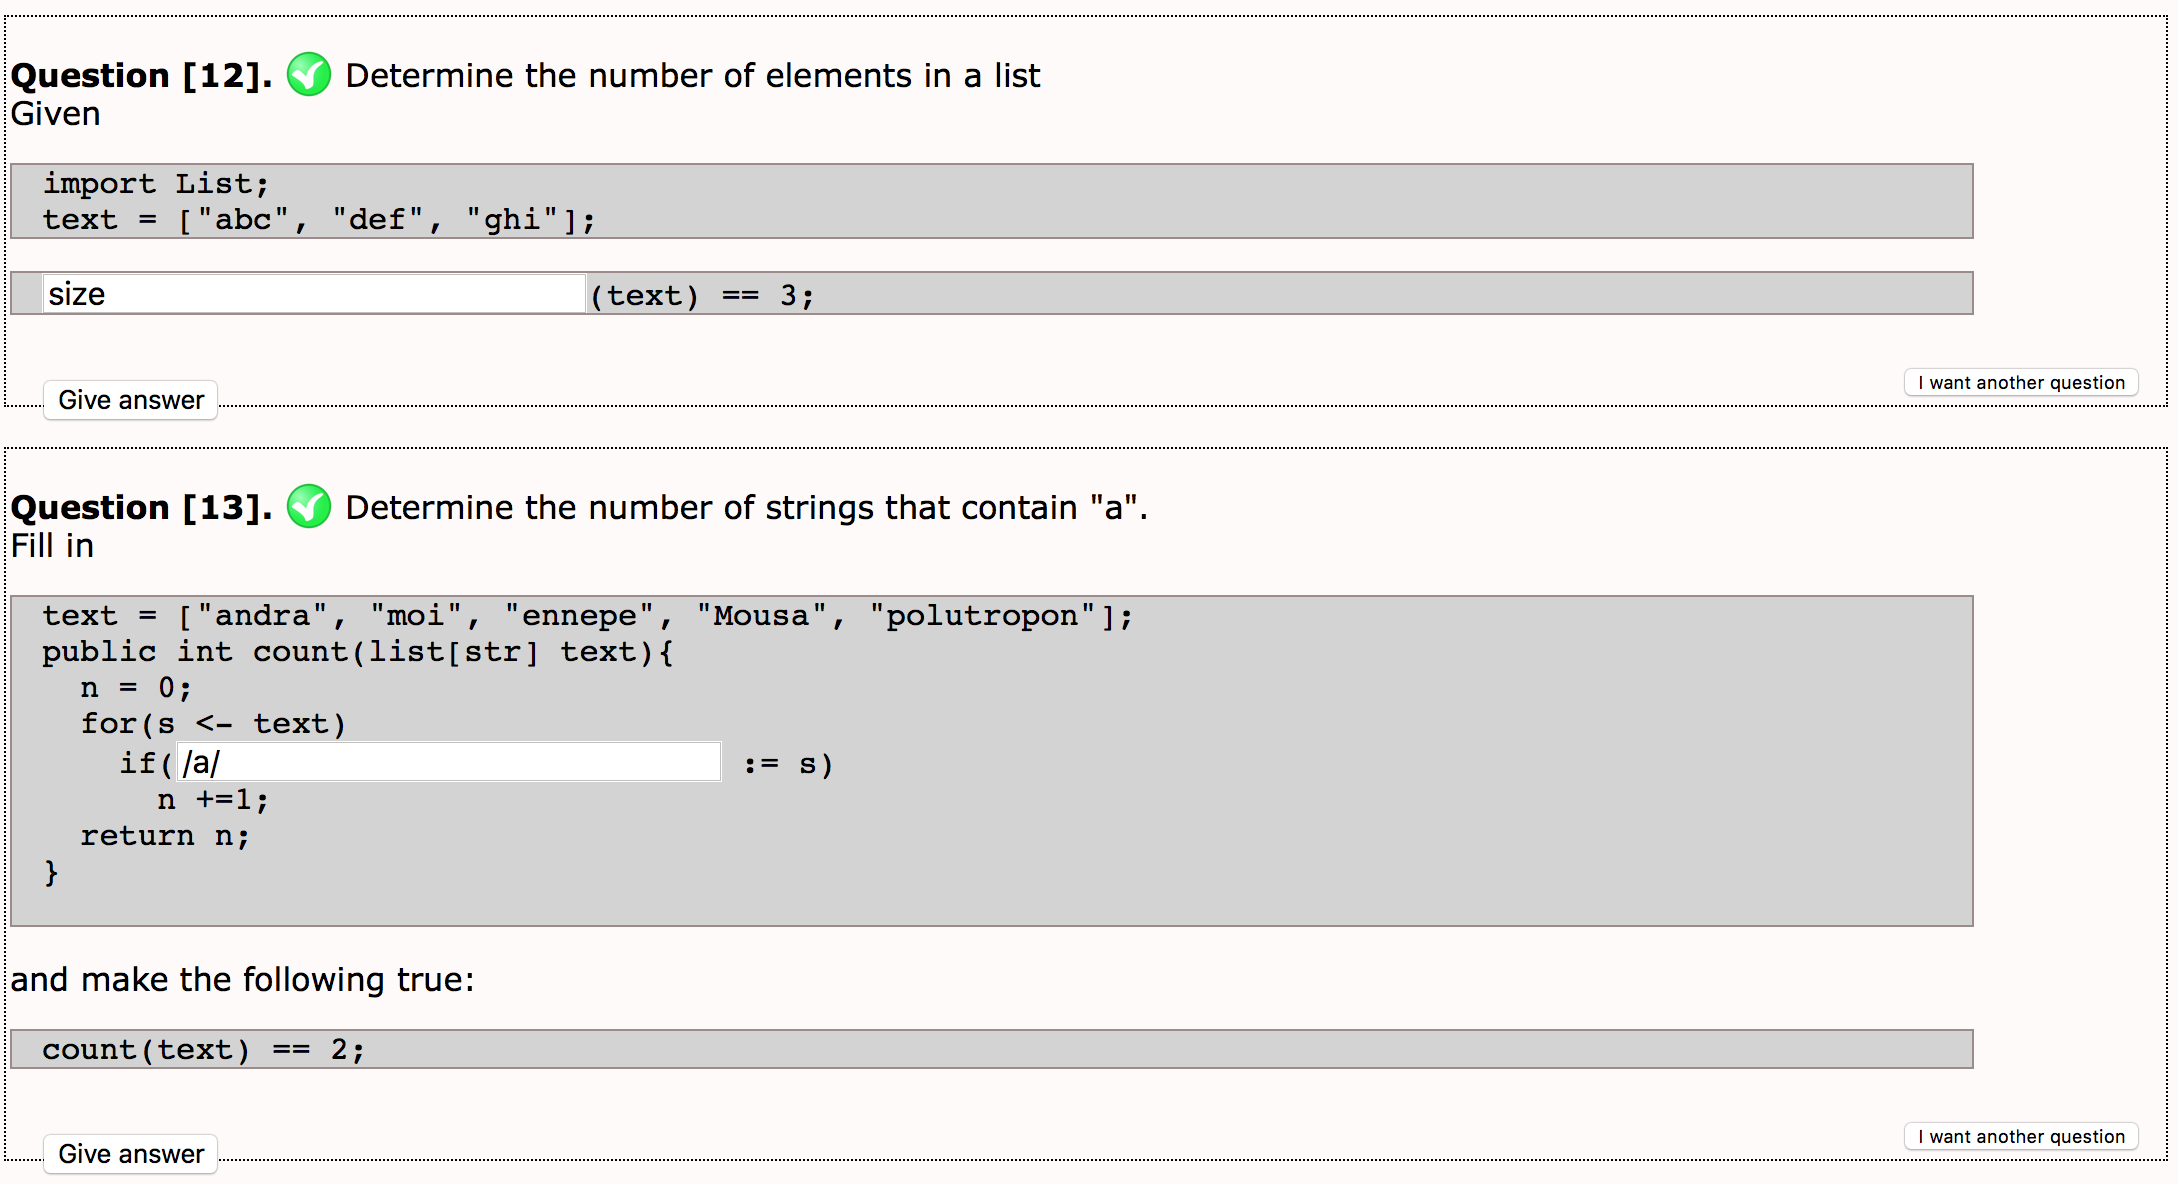 Question [12]. Determine the number of elements in a list
Given
import List;
text = ["abc", "def", "ghi"];
size (text) == 3;
I want another question
Give answer
Question [13]. Determine the number of strings that contain "a".
Fill in
text = ["andra", "moi", "ennepe", "Mousa", "polutropon"];
public int count(list[str] text){
  n = 0;
  for(s <- text)
    if( /a/ := s)
      n +=1;
  return n;
}
and make the following true:
count(text) == 2;
I want another question
Give answer